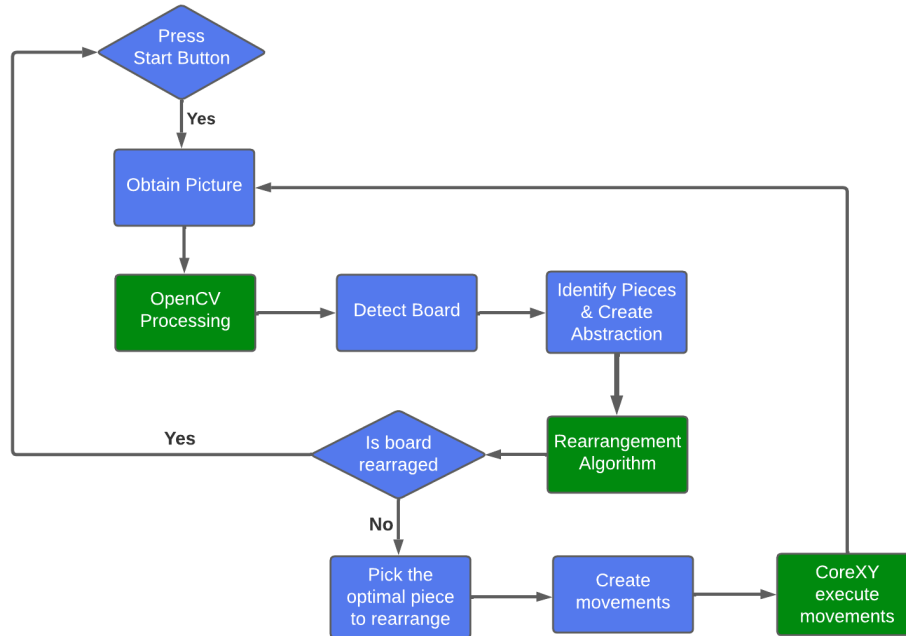 Press
Start Button
Yes
Obtain Picture
OpenCV
Processing
Detect Board
Identify Pieces
& Create
Abstraction
Rearrangement
Algorithm
Is board
rearraged
Yes
No
Pick the
optimal piece
to rearrange
Create
movements
CoreXY
execute
movements